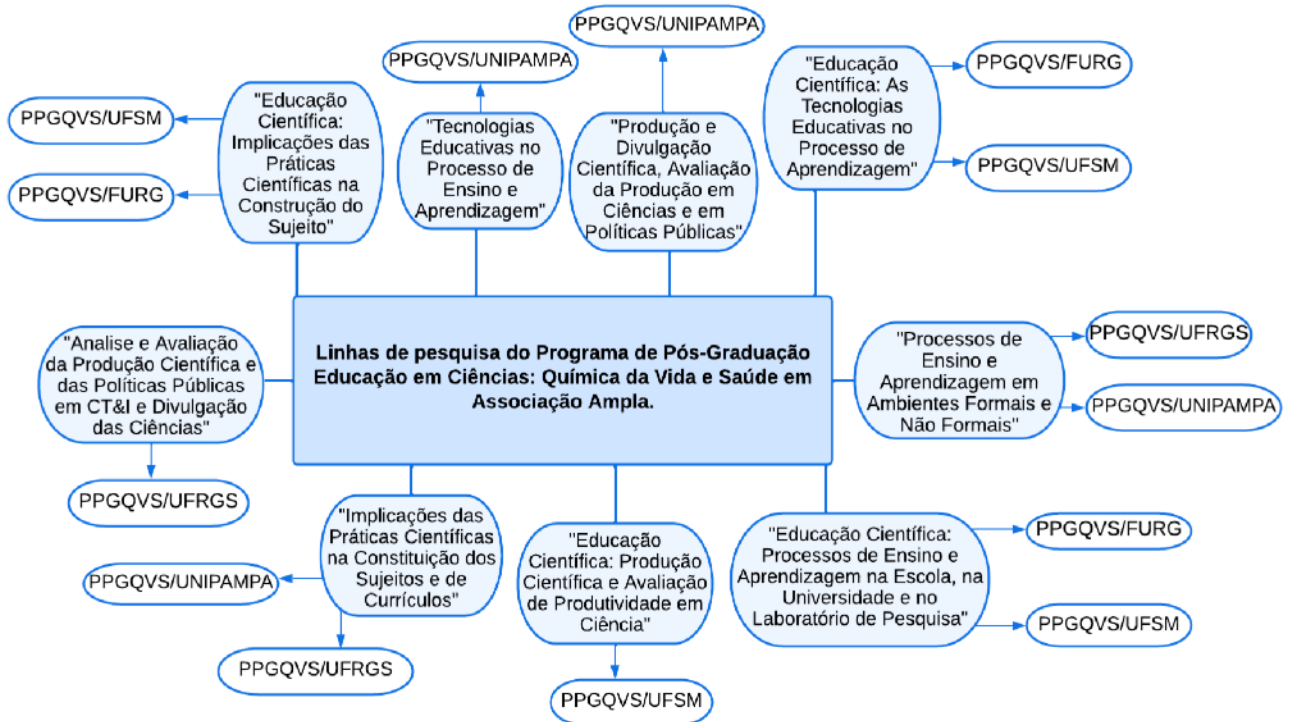 PPGQVS/UNIPAMPA
PPGQVS/UNIPAMPA
PPGQVS/UFSM
PPGQVS/FURG
"Educação
Científica:
Implicações das
Práticas
Científicas na
Construção do
Sujeito"
"Tecnologias
Educativas no
Processo de
Ensino e
Aprendizagem"
"Produção e
Divulgação
Científica, Avaliação
da Produção em
Ciências e em
Políticas Públicas"
"Educação
Científica: As
Tecnologias
Educativas no
Processo de
Aprendizagem"
PPGQVS/FURG
PPGQVS/UFSM
"Analise e Avaliação
da Produção Científica e
das Políticas Públicas
em CT&I e Divulgação
das Ciências"
PPGQVS/UFRGS
Linhas de pesquisa do Programa de Pós-Graduação
Educação em Ciências: Química da Vida e Saúde em
Associação Ampla.
"Processos de
Ensino e
Aprendizagem em
Ambientes Formais e
Não Formais"
PPGQVS/UFRGS
PPGQVS/UNIPAMPA
"Implicações das
Práticas Científicas
na Constituição dos
Sujeitos e de
Currículos"
PPGQVS/UNIPAMPA
PPGQVS/UFRGS
"Educação
Científica: Produção
Científica e Avaliação
de Produtividade em
Ciência"
PPGQVS/UFSM
"Educação Científica:
Processos de Ensino e
Aprendizagem na Escola, na
Universidade e no
Laboratório de Pesquisa"
PPGQVS/FURG
PPGQVS/UFSM